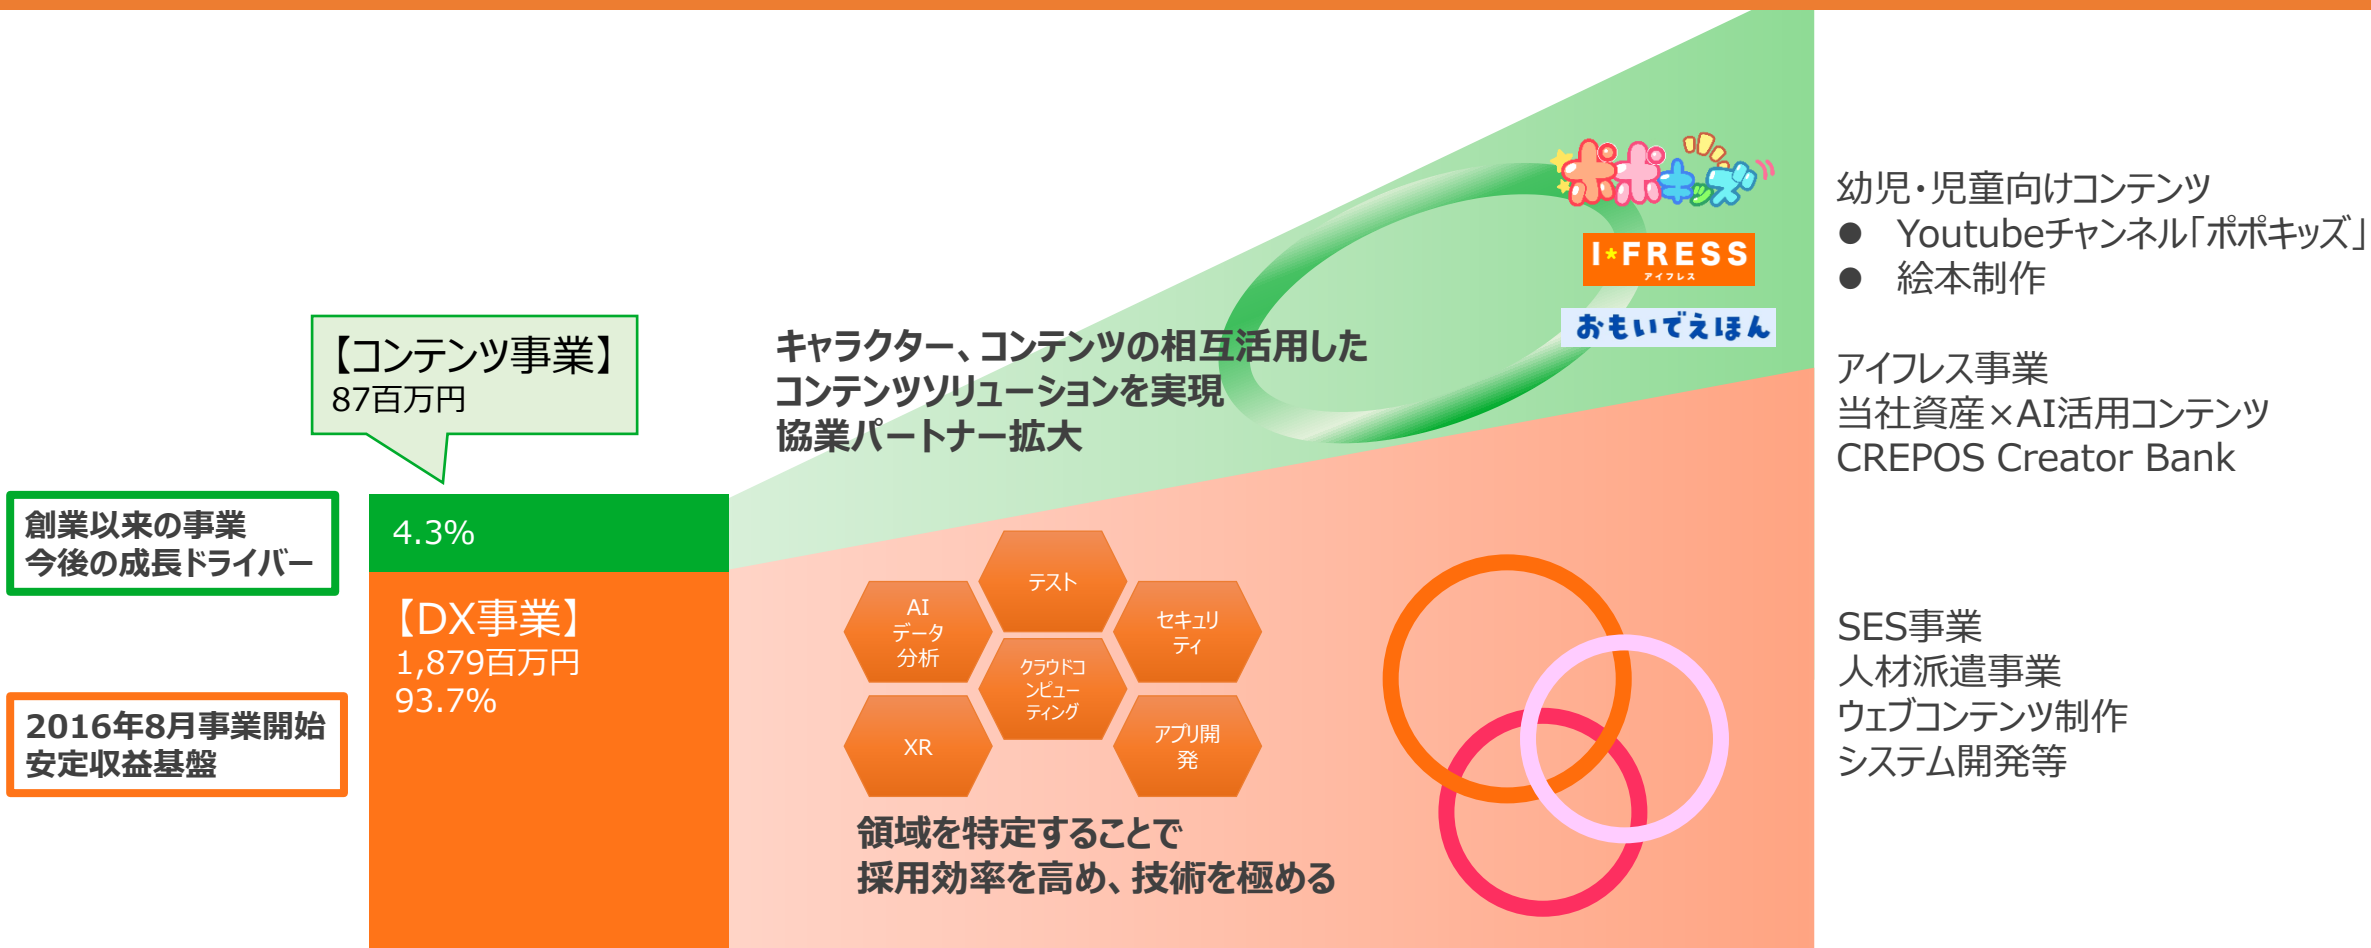 【コンテンツ事業】
87百万円
創業以来の事業
今後の成長ドライバー
4.3%
【DX事業】
1,879百万円
93.7%
2016年8月事業開始
安定収益基盤
キャラクター、コンテンツの相互活用した
コンテンツソリューションを実現
協業パートナー拡大
ポポキッズ
I*FRESS
アイフレス
おもいでえほん
テスト
AI
データ
分析
セキュリ
ティ
クラウドコ
ンピュー
ティング
XR
アプリ開
発
領域を特定することで
採用効率を高め、技術を極める
幼児・児童向けコンテンツ
● Youtubeチャンネル「ポポキッズ」
● 絵本制作
アイフレス事業
当社資産×AI活用コンテンツ
CREPOS Creator Bank
SES事業
人材派遣事業
ウェブコンテンツ制作
システム開発等